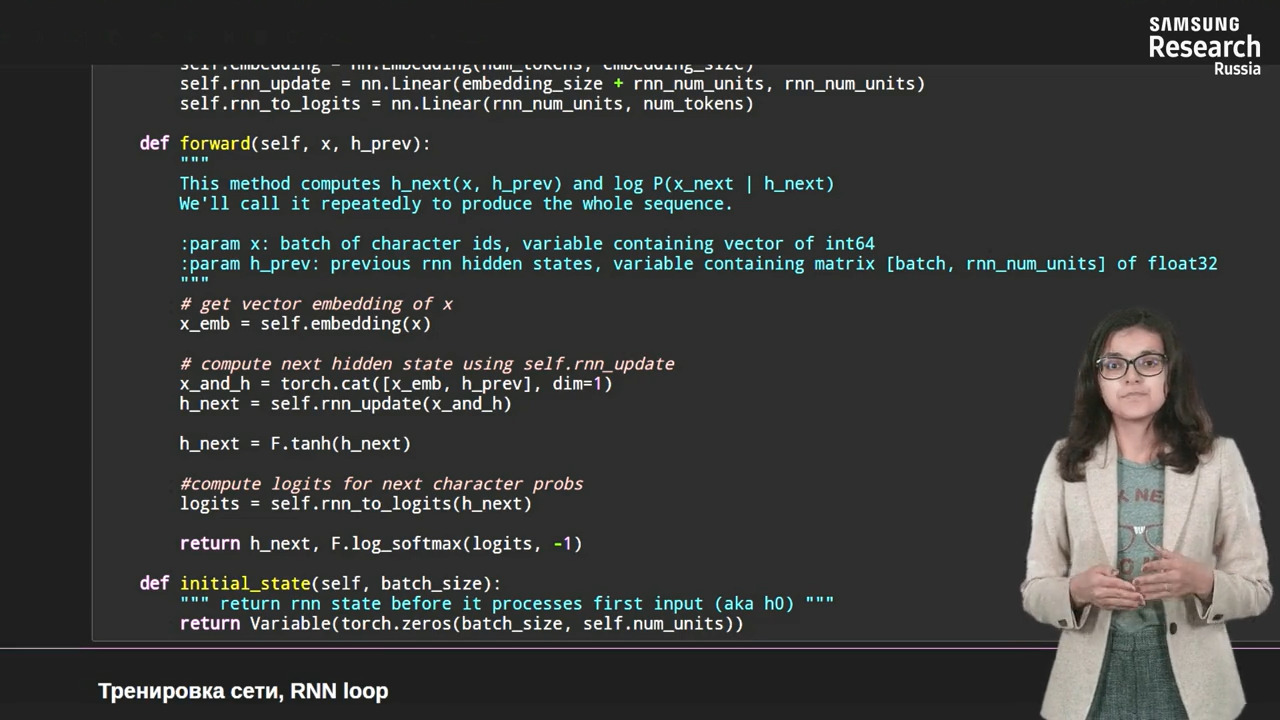 SAMSUNG
Research
Russia
self.embedding = nn.Embedding(num_tokens, embedding_size)
self.rnn_update = nn.Linear(embedding_size + rnn_num_units, rnn_num_units)
self.rnn_to_logits = nn.Linear(rnn_num_units, num_tokens)
def forward(self, x, h_prev):
"""
This method computes h_next(x, h_prev) and log P(x_next | h_next)
We'll call it repeatedly to produce the whole sequence.
:param x: batch of character ids, variable containing vector of int64
:param h_prev: previous rnn hidden states, variable containing matrix [batch, rnn_num_units] of float32
"""
# get vector embedding of x
x_emb = self.embedding(x)
# compute next hidden state using self.rnn_update
x_and_h = torch.cat([x_emb, h_prev], dim=1)
h_next = self.rnn_update(x_and_h)
h_next = F.tanh(h_next)
#compute logits for next character probs
logits = self.rnn_to_logits(h_next)
return h_next, F.log_softmax(logits, -1)
def initial_state(self, batch_size):
""" return rnn state before it processes first input (aka h0) """
return Variable(torch.zeros(batch_size, self.num_units))
Тренировка сети, RNN loop